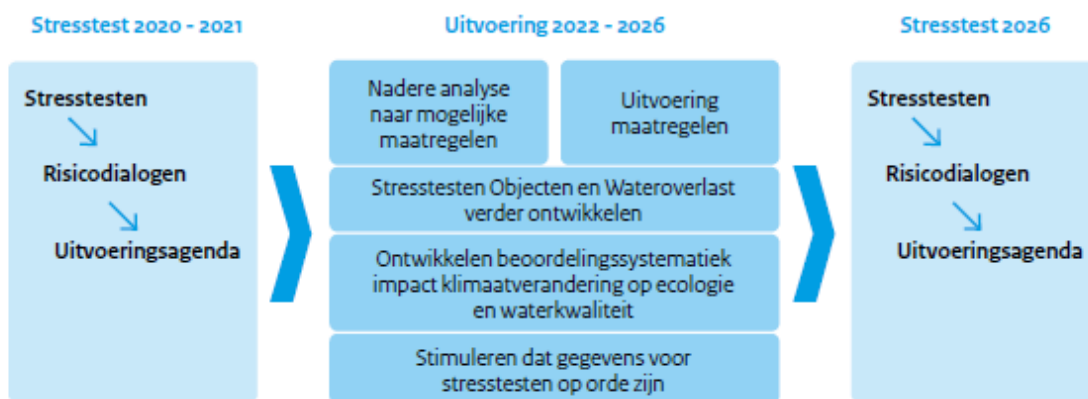 Stresstest 2020 - 2021
Stresstesten
Risicodialogen
Uitvoeringsagenda
Uitvoering 2022 - 2026
Nadere analyse
naar mogelijke
maatregelen
Uitvoering
maatregelen
Stresstesten Objecten en Wateroverlast
verder ontwikkelen
Ontwikkelen beoordelingssystematiek
impact klimaatverandering op ecologie
en waterkwaliteit
Stimuleren dat gegevens voor
stresstesten op orde zijn
Stresstest 2026
Stresstesten
Risicodialogen
Uitvoeringsagenda